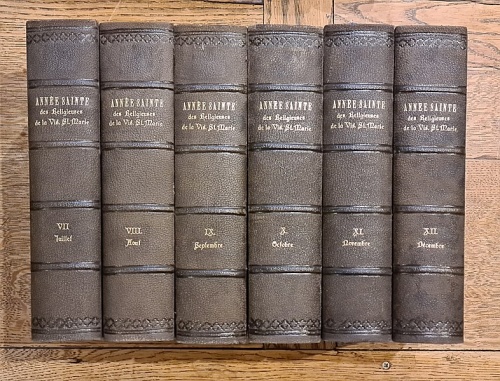 ANNÉE SAINTE
des Religieuses
de la Vis. St. Marie
VII
Juillet
ANNÉE SAINTE
des Religieuses
de la Vis. St. Marie
VIII.
Aout
ANNÉE SAINTE
des Religieuses
de la Vis. St. Marie
IX.
Septembre
ANNÉE SAINTE
des Religieuses
de la Vis. St. Marie
X.
Octobre
ANNÉE SAINTE
des Religieuses
de la Vis. St. Marie
XI.
Novembre
ANNÉE SAINTE
des Religieuses
de la Vis. St. Marie
XII.
Décembre